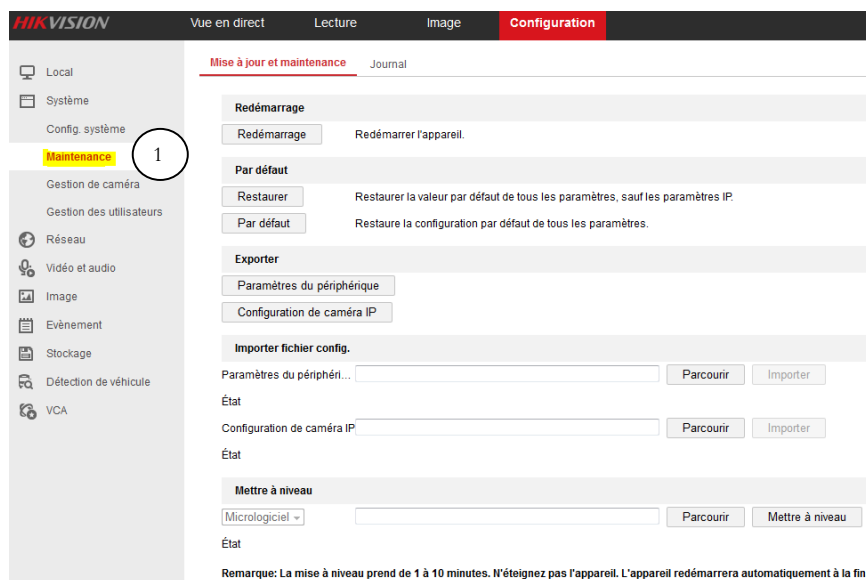 HIKVISION
Vue en direct Lecture Image Configuration
Local
Système
Config. système
Maintenance 1
Gestion de caméra
Gestion des utilisateurs
Réseau
Vidéo et audio
Image
Evènement
Stockage
Détection de véhicule
VCA
Mise à jour et maintenance Journal
Redémarrage
Redémarrage Redémarrer l'appareil.
Par défaut
Restaurer Restaurer la valeur par défaut de tous les paramètres, sauf les paramètres IP.
Par défaut Restaure la configuration par défaut de tous les paramètres.
Exporter
Paramètres du périphérique
Configuration de caméra IP
Importer fichier config.
Paramètres du périphéri... Parcourir Importer
État
Configuration de caméra IP Parcourir Importer
État
Mettre à niveau
Micrologiciel Parcourir Mettre à niveau
État
Remarque: La mise à niveau prend de 1 à 10 minutes. N'éteignez pas l'appareil. L'appareil redémarrera automatiquement à la fin